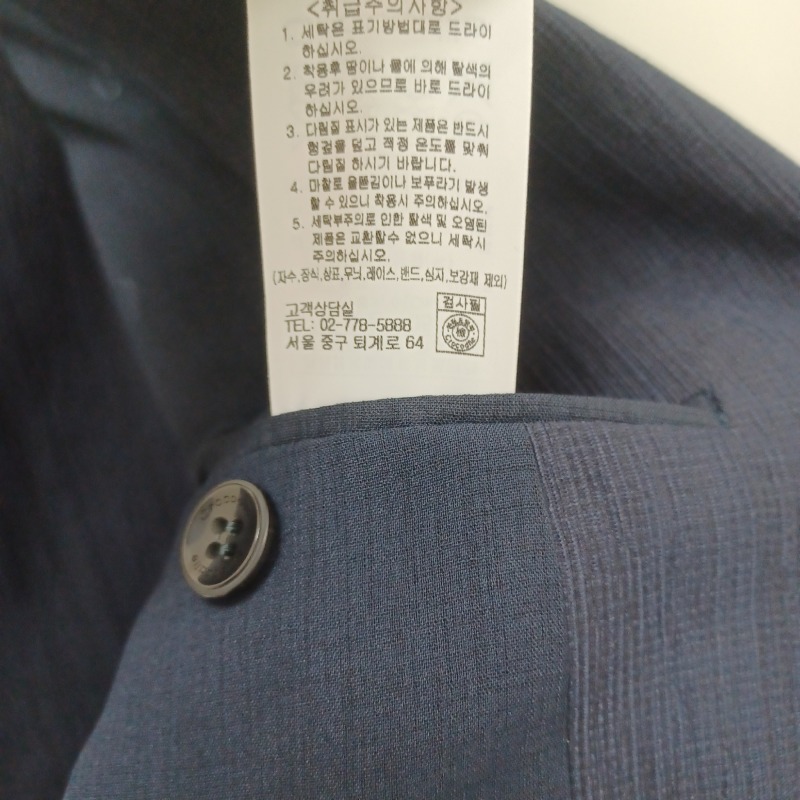 <취급주의사항>
1. 세탁은 표기방법대로 드라이
하십시오.
2. 착용후 땀이나 물에 의해 탈색의
우려가 있으므로 바로 드라이
하십시오.
3. 다림질 표시가 있는 제품은 반드시
헝겊를 덮고 적정 온도를 맞춰
다림질 하시기 바랍니다.
4. 마찰로 올뜯김이나 보푸라기 발생
할 수 있으니 착용시 주의하십시오.
5. 세탁부주의로 인한 탈색 및 오염된
제품은 교환할수 없으니 세탁시
주의하십시오.
(자수,장식,상표,무늬,레이스,밴드,심지,보강재 제외)
고객상담실
TEL: 02-778-5888
서울 중구 퇴계로 64
검사필